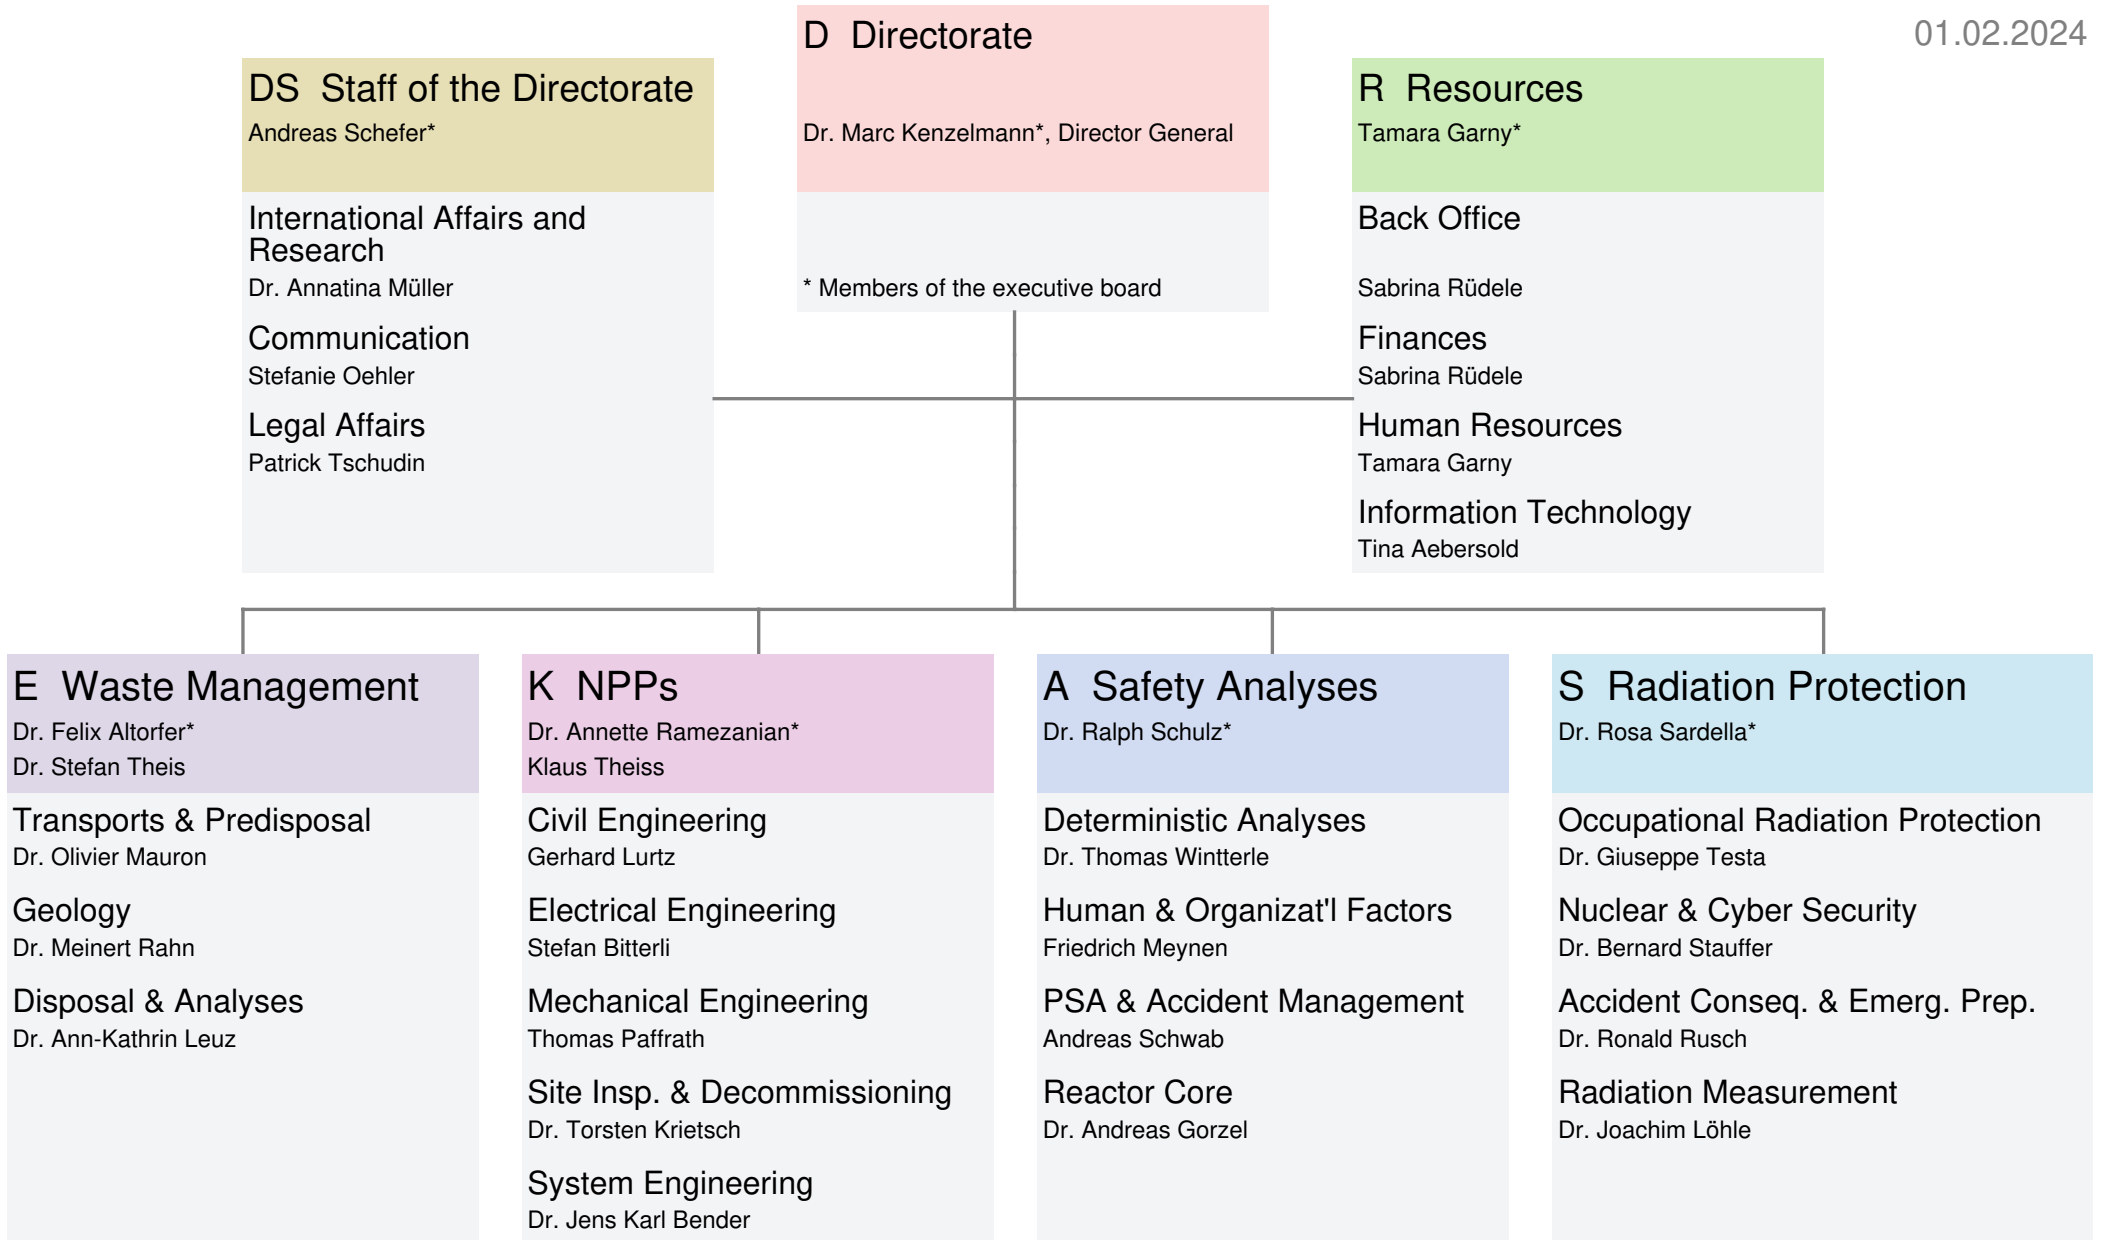 D Directorate
Dr. Marc Kenzelmann*, Director General
* Members of the executive board
01.02.2024
DS Staff of the Directorate
Andreas Schefer*
International Affairs and
Research
Dr. Annatina Müller
Communication
Stefanie Oehler
Legal Affairs
Patrick Tschudin
R Resources
Tamara Garny*
Back Office
Sabrina Rüdele
Finances
Sabrina Rüdele
Human Resources
Tamara Garny
Information Technology
Tina Aebersold
E Waste Management
Dr. Felix Altorfer*
Dr. Stefan Theis
Transports & Predisposal
Dr. Olivier Mauron
Geology
Dr. Meinert Rahn
Disposal & Analyses
Dr. Ann-Kathrin Leuz
K NPPs
Dr. Annette Ramezanian*
Klaus Theiss
Civil Engineering
Gerhard Lurtz
Electrical Engineering
Stefan Bitterli
Mechanical Engineering
Thomas Paffrath
Site Insp. & Decommissioning
Dr. Torsten Krietsch
System Engineering
Dr. Jens Karl Bender
A Safety Analyses
Dr. Ralph Schulz*
Deterministic Analyses
Dr. Thomas Wintterle
Human & Organizat'l Factors
Friedrich Meynen
PSA & Accident Management
Andreas Schwab
Reactor Core
Dr. Andreas Gorzel
S Radiation Protection
Dr. Rosa Sardella*
Occupational Radiation Protection
Dr. Giuseppe Testa
Nuclear & Cyber Security
Dr. Bernard Stauffer
Accident Conseq. & Emerg. Prep.
Dr. Ronald Rusch
Radiation Measurement
Dr. Joachim Löhle